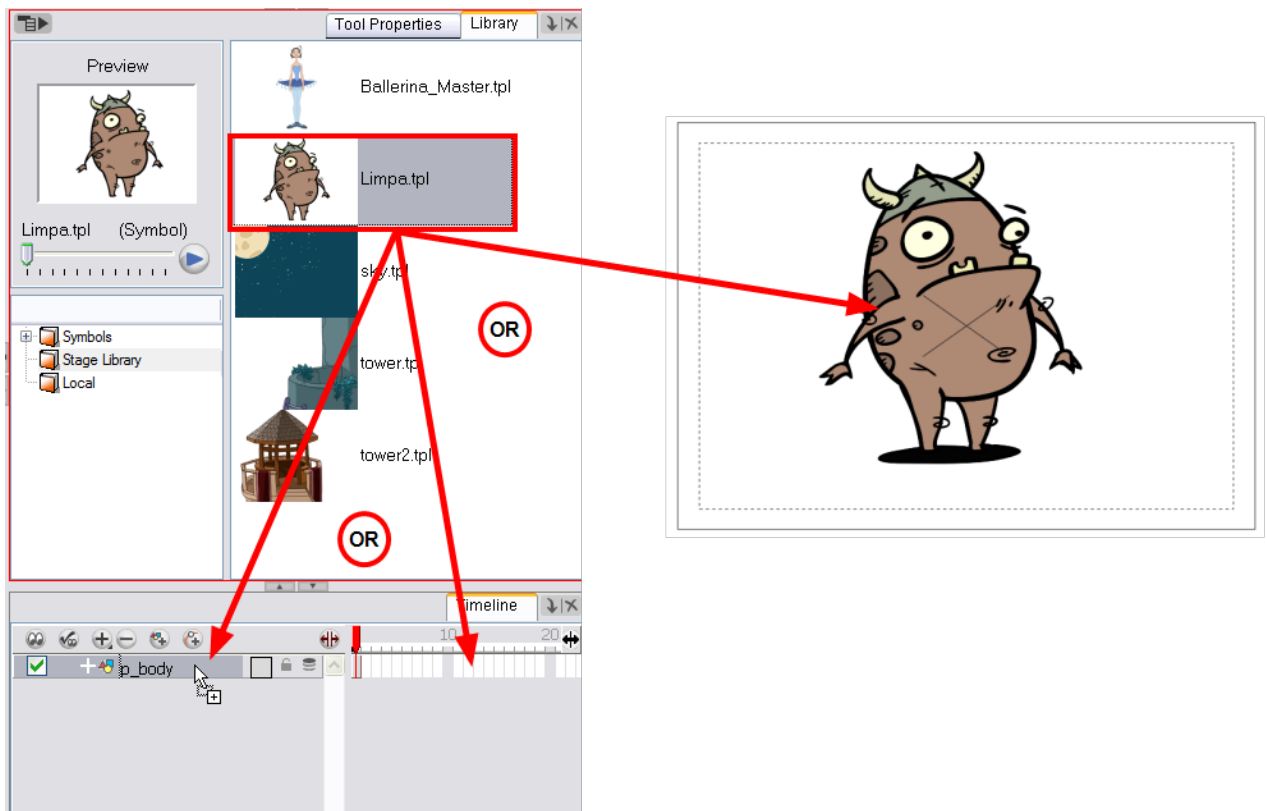 Tool Properties
Library
Preview
Ballerina_Master.tpl
Limpa.tpl
Limpa.tpl (Symbol)
sky.tpl
OR
Symbols
Stage Library
tower.tp
Local
tower2.tpl
OR
Timeline
10
20
p_body